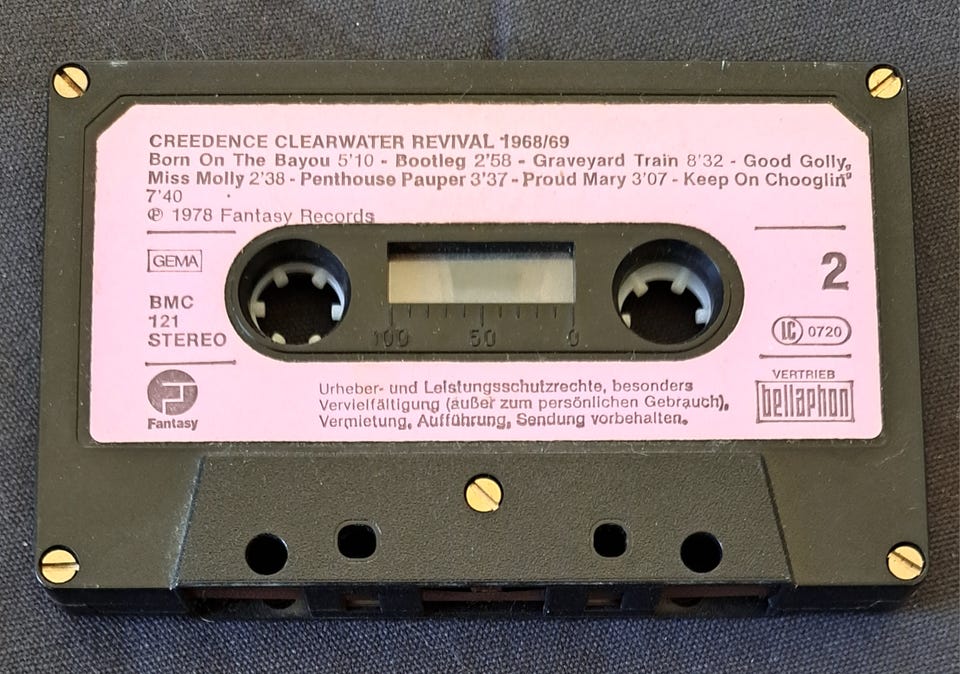 CREEDENCE CLEARWATER REVIVAL 1968/69
Born On The Bayou 5'10 - Bootleg 2'58 - Graveyard Train 8'32 - Good Golly,
Miss Molly 2'38 - Penthouse Pauper 3'37 - Proud Mary 3'07 - Keep On Chooglin'
7'40
℗ 1978 Fantasy Records
GEMA
2
BMC
121
STEREO
LC 0720
100 50 0
VERTRIEB
bellaphon
Fantasy
Urheber- und Leistungsschutzrechte, besonders
Vervielfältigung (außer zum persönlichen Gebrauch),
Vermietung, Aufführung, Sendung vorbehalten.